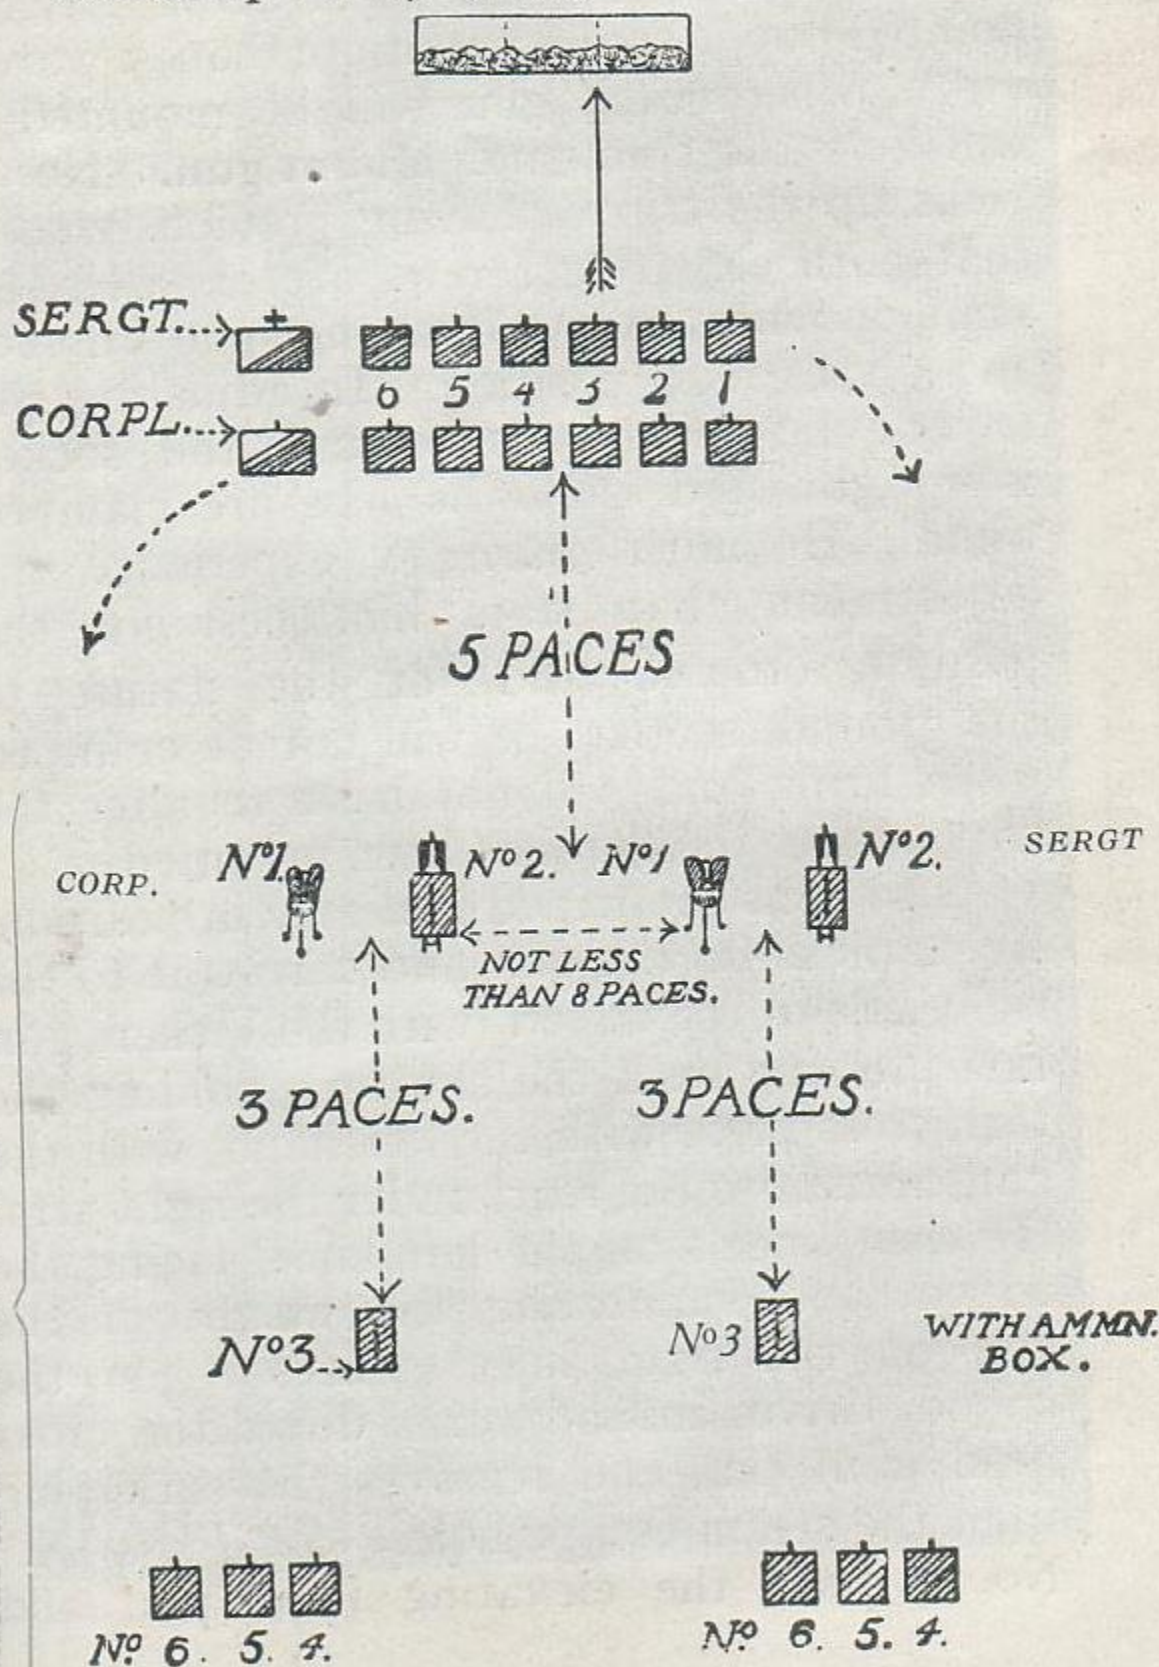 SERGT.
6 5 4 3 2 1
CORPL.
5 PACES
CORP. No1. No2. No1 No2. SERGT
NOT LESS
THAN 8 PACES.
3 PACES. 3 PACES.
No3 No3 WITH AMMN.
BOX.
No 6. 5. 4. No 6. 5. 4.